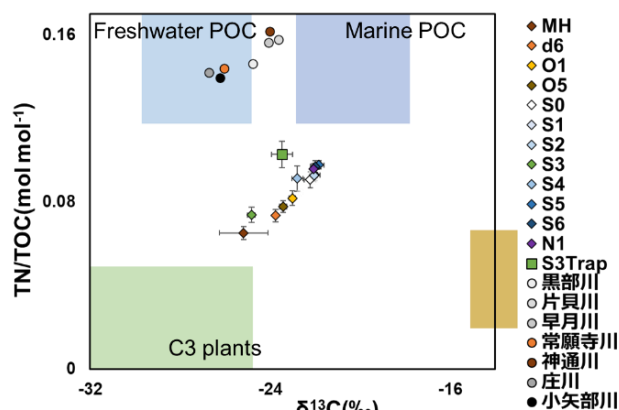 0.16
Freshwater POC
Marine POC
TN/TOC(mol mol⁻¹)
0.08
C3 plants
0
-32
-24
-16
δ¹³C(‰)
MH
d6
O1
O5
S0
S1
S2
S3
S4
S5
S6
N1
S3Trap
黒部川
片貝川
早月川
常願寺川
神通川
庄川
小矢部川